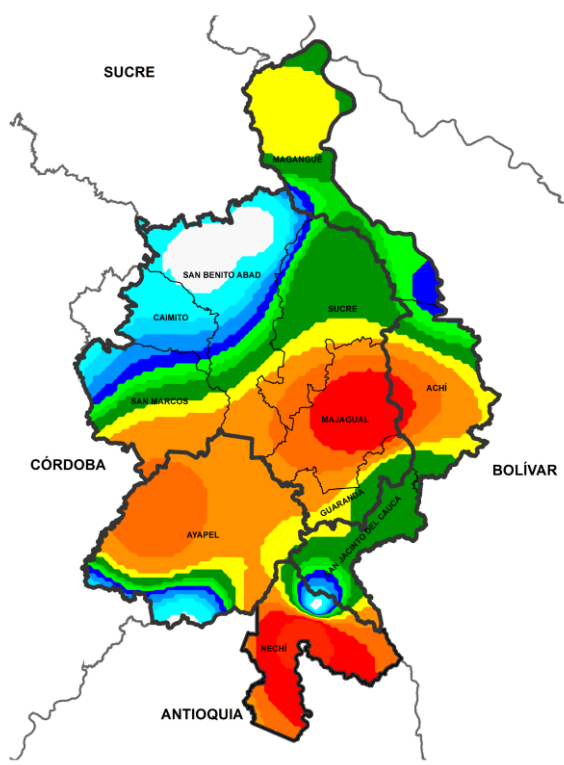 SUCRE
MAGANGUÉ
SAN BENITO ABAD
CAIMITO
SUCRE
SAN MARCOS
ACHÍ
MAJAGUAL
CÓRDOBA
BOLÍVAR
GUARANDA
AYAPEL
SAN JACINTO DEL CAUCA
NECHÍ
ANTIOQUIA